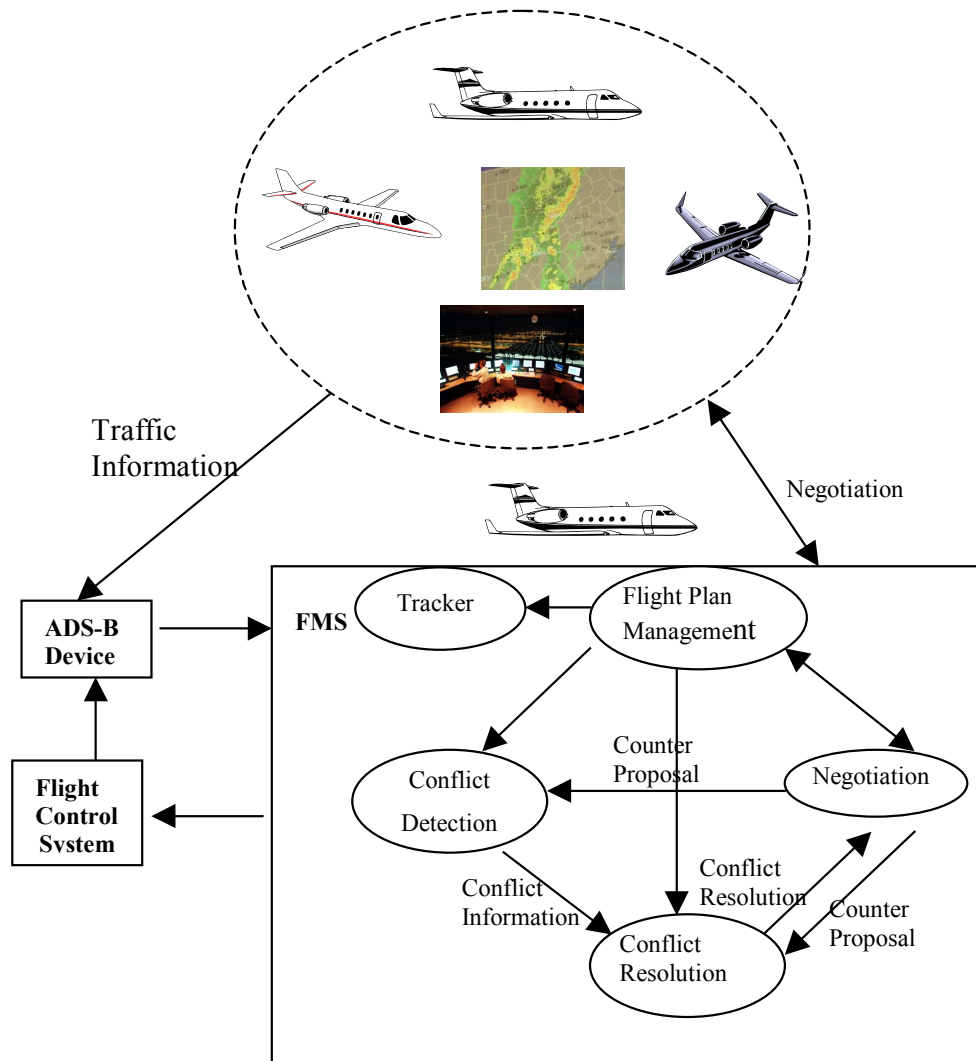 Traffic
Information
Negotiation
FMS
Tracker
Flight Plan
Management
ADS-B
Device
Flight
Control
System
Conflict
Detection
Counter
Proposal
Negotiation
Conflict
Information
Conflict
Resolution
Counter
Proposal
Conflict
Resolution